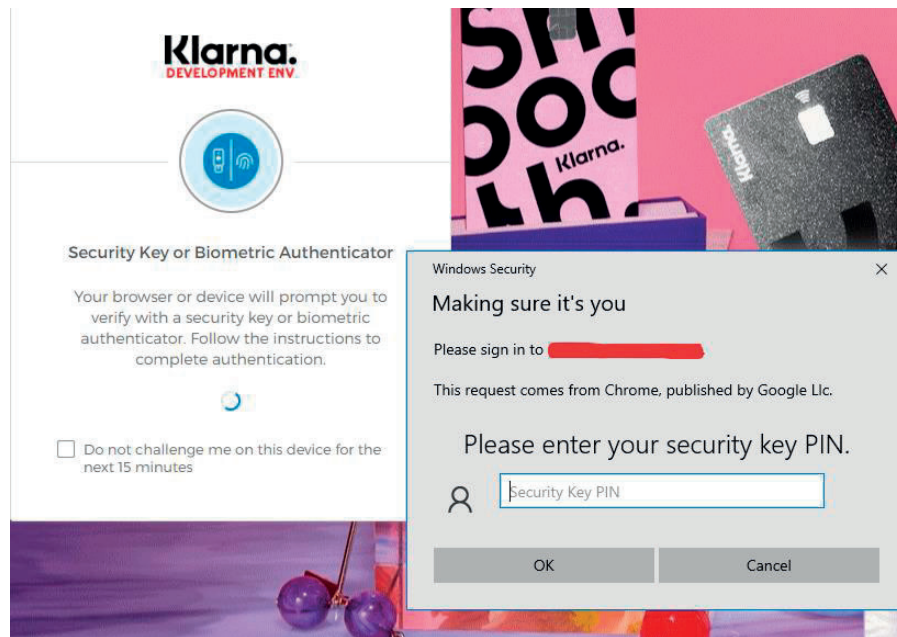 Klarna.
DEVELOPMENT ENV.
Security Key or Biometric Authenticator
Your browser or device will prompt you to
verify with a security key or biometric
authenticator. Follow the instructions to
complete authentication.
Do not challenge me on this device for the
next 15 minutes
Klarna.
Klarna.
Windows Security
Making sure it's you
Please sign in to
This request comes from Chrome, published by Google Llc.
Please enter your security key PIN.
Security Key PIN
OK
Cancel